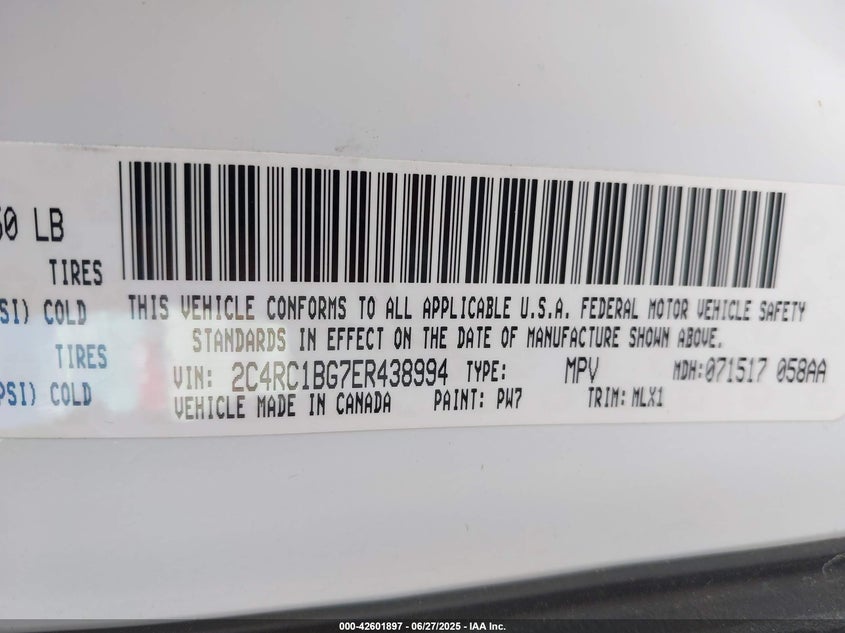 50 LB
TIRES
SI) COLD
TIRES
PSI) COLD
THIS VEHICLE CONFORMS TO ALL APPLICABLE U.S.A. FEDERAL MOTOR VEHICLE SAFETY
STANDARDS IN EFFECT ON THE DATE OF MANUFACTURE SHOWN ABOVE.
VIN: 2C4RC1BG7ER438994 TYPE: MPV MDH:071517 058AA
VEHICLE MADE IN CANADA PAINT: PW7 TRIM: MLX1
000-42601897 - 06/27/2025 - IAA Inc.